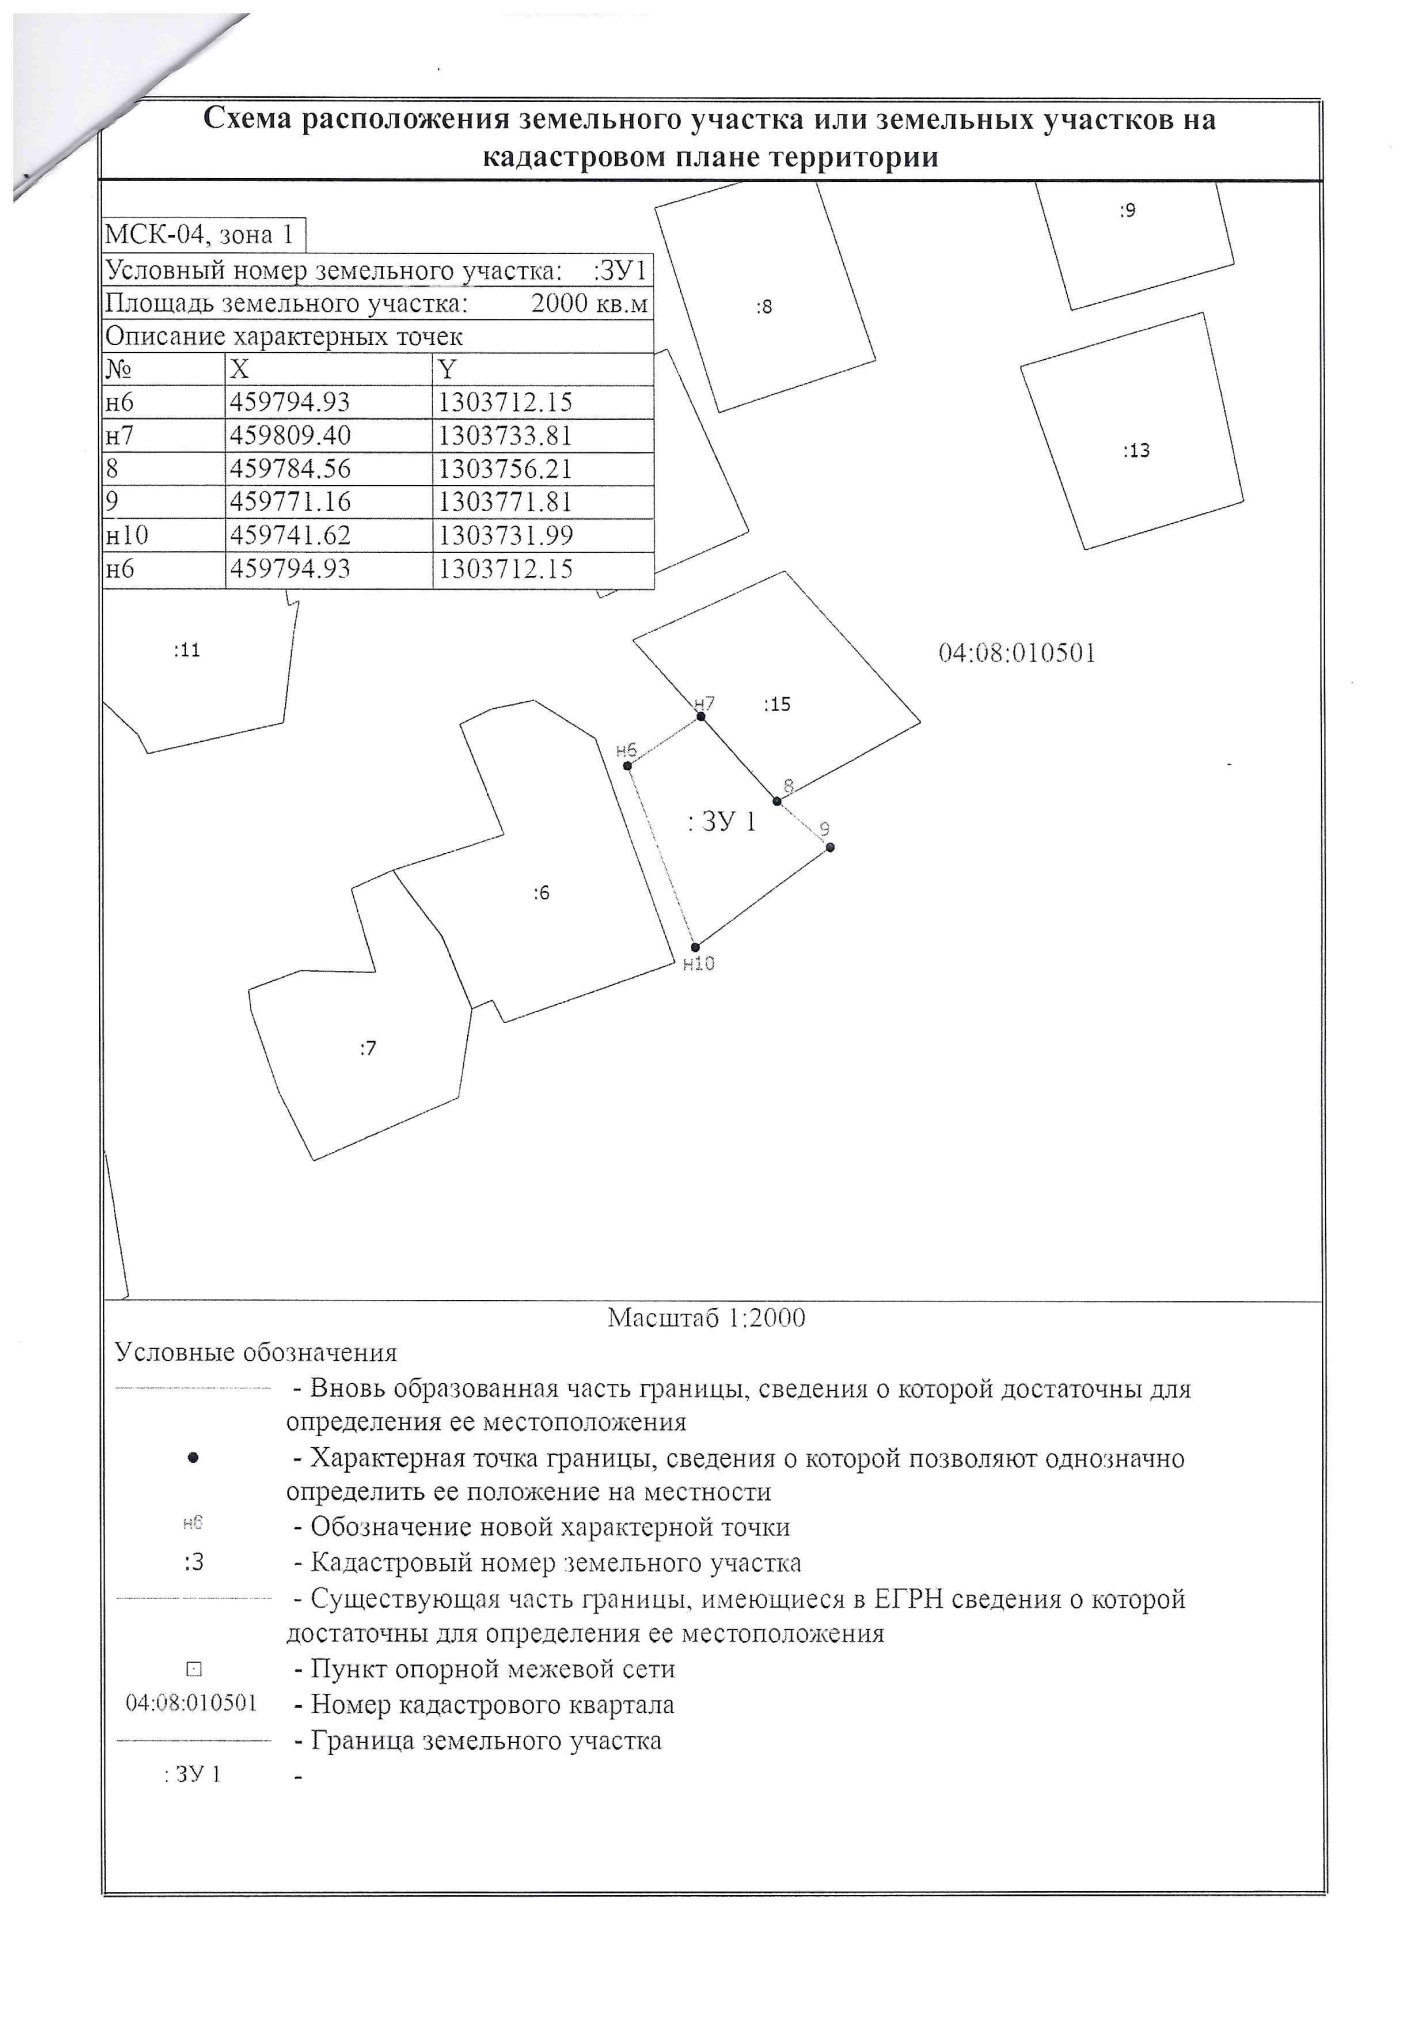 Схема расположения земельного участка или земельных участков на
кадастровом плане территории
МСК-04, зона 1
Условный номер земельного участка: :ЗУ1
Площадь земельного участка: 2000 кв.м
Описание характерных точек
№ X Y
н6 459794.93 1303712.15
н7 459809.40 1303733.81
8 459784.56 1303756.21
9 459771.16 1303771.81
н10 459741.62 1303731.99
н6 459794.93 1303712.15
:9
:8
:13
:11
04:08:010501
н7
:15
н6
8
: ЗУ 1
9
:6
н10
:7
Масштаб 1:2000
Условные обозначения
- Вновь образованная часть границы, сведения о которой достаточны для
определения ее местоположения
- Характерная точка границы, сведения о которой позволяют однозначно
определить ее положение на местности
н6 - Обозначение новой характерной точки
:3 - Кадастровый номер земельного участка
- Существующая часть границы, имеющиеся в ЕГРН сведения о которой
достаточны для определения ее местоположения
- Пункт опорной межевой сети
04:08:010501 - Номер кадастрового квартала
- Граница земельного участка
: ЗУ 1 -